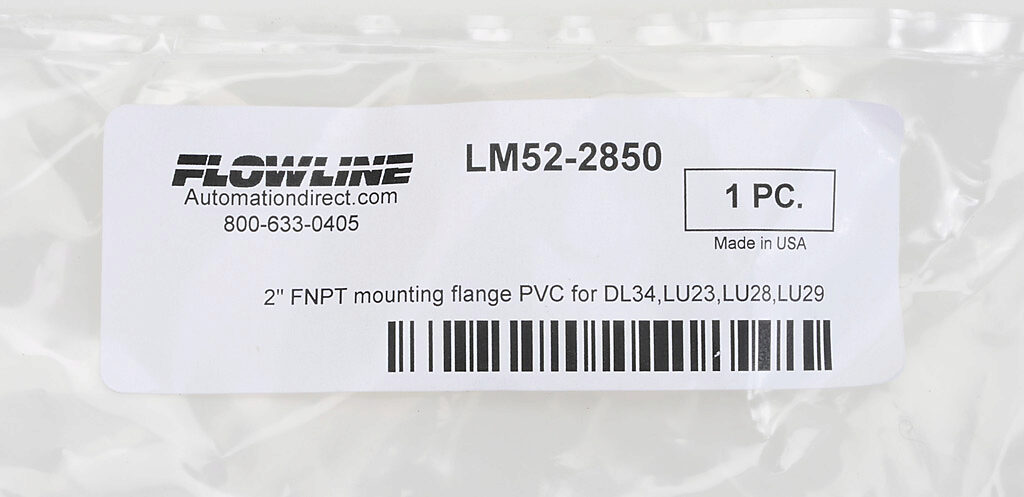 FLOWLINE
Automationdirect.com
800-633-0405
LM52-2850
1 PC.
Made in USA
2" FNPT mounting flange PVC for DL34,LU23,LU28,LU29